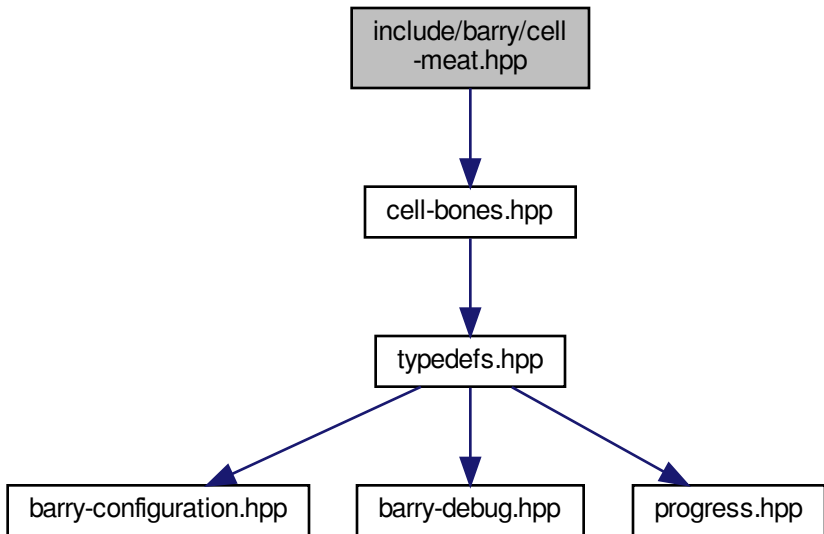 include/barry/cell
-meat.hpp
cell-bones.hpp
typedefs.hpp
barry-configuration.hpp
barry-debug.hpp
progress.hpp